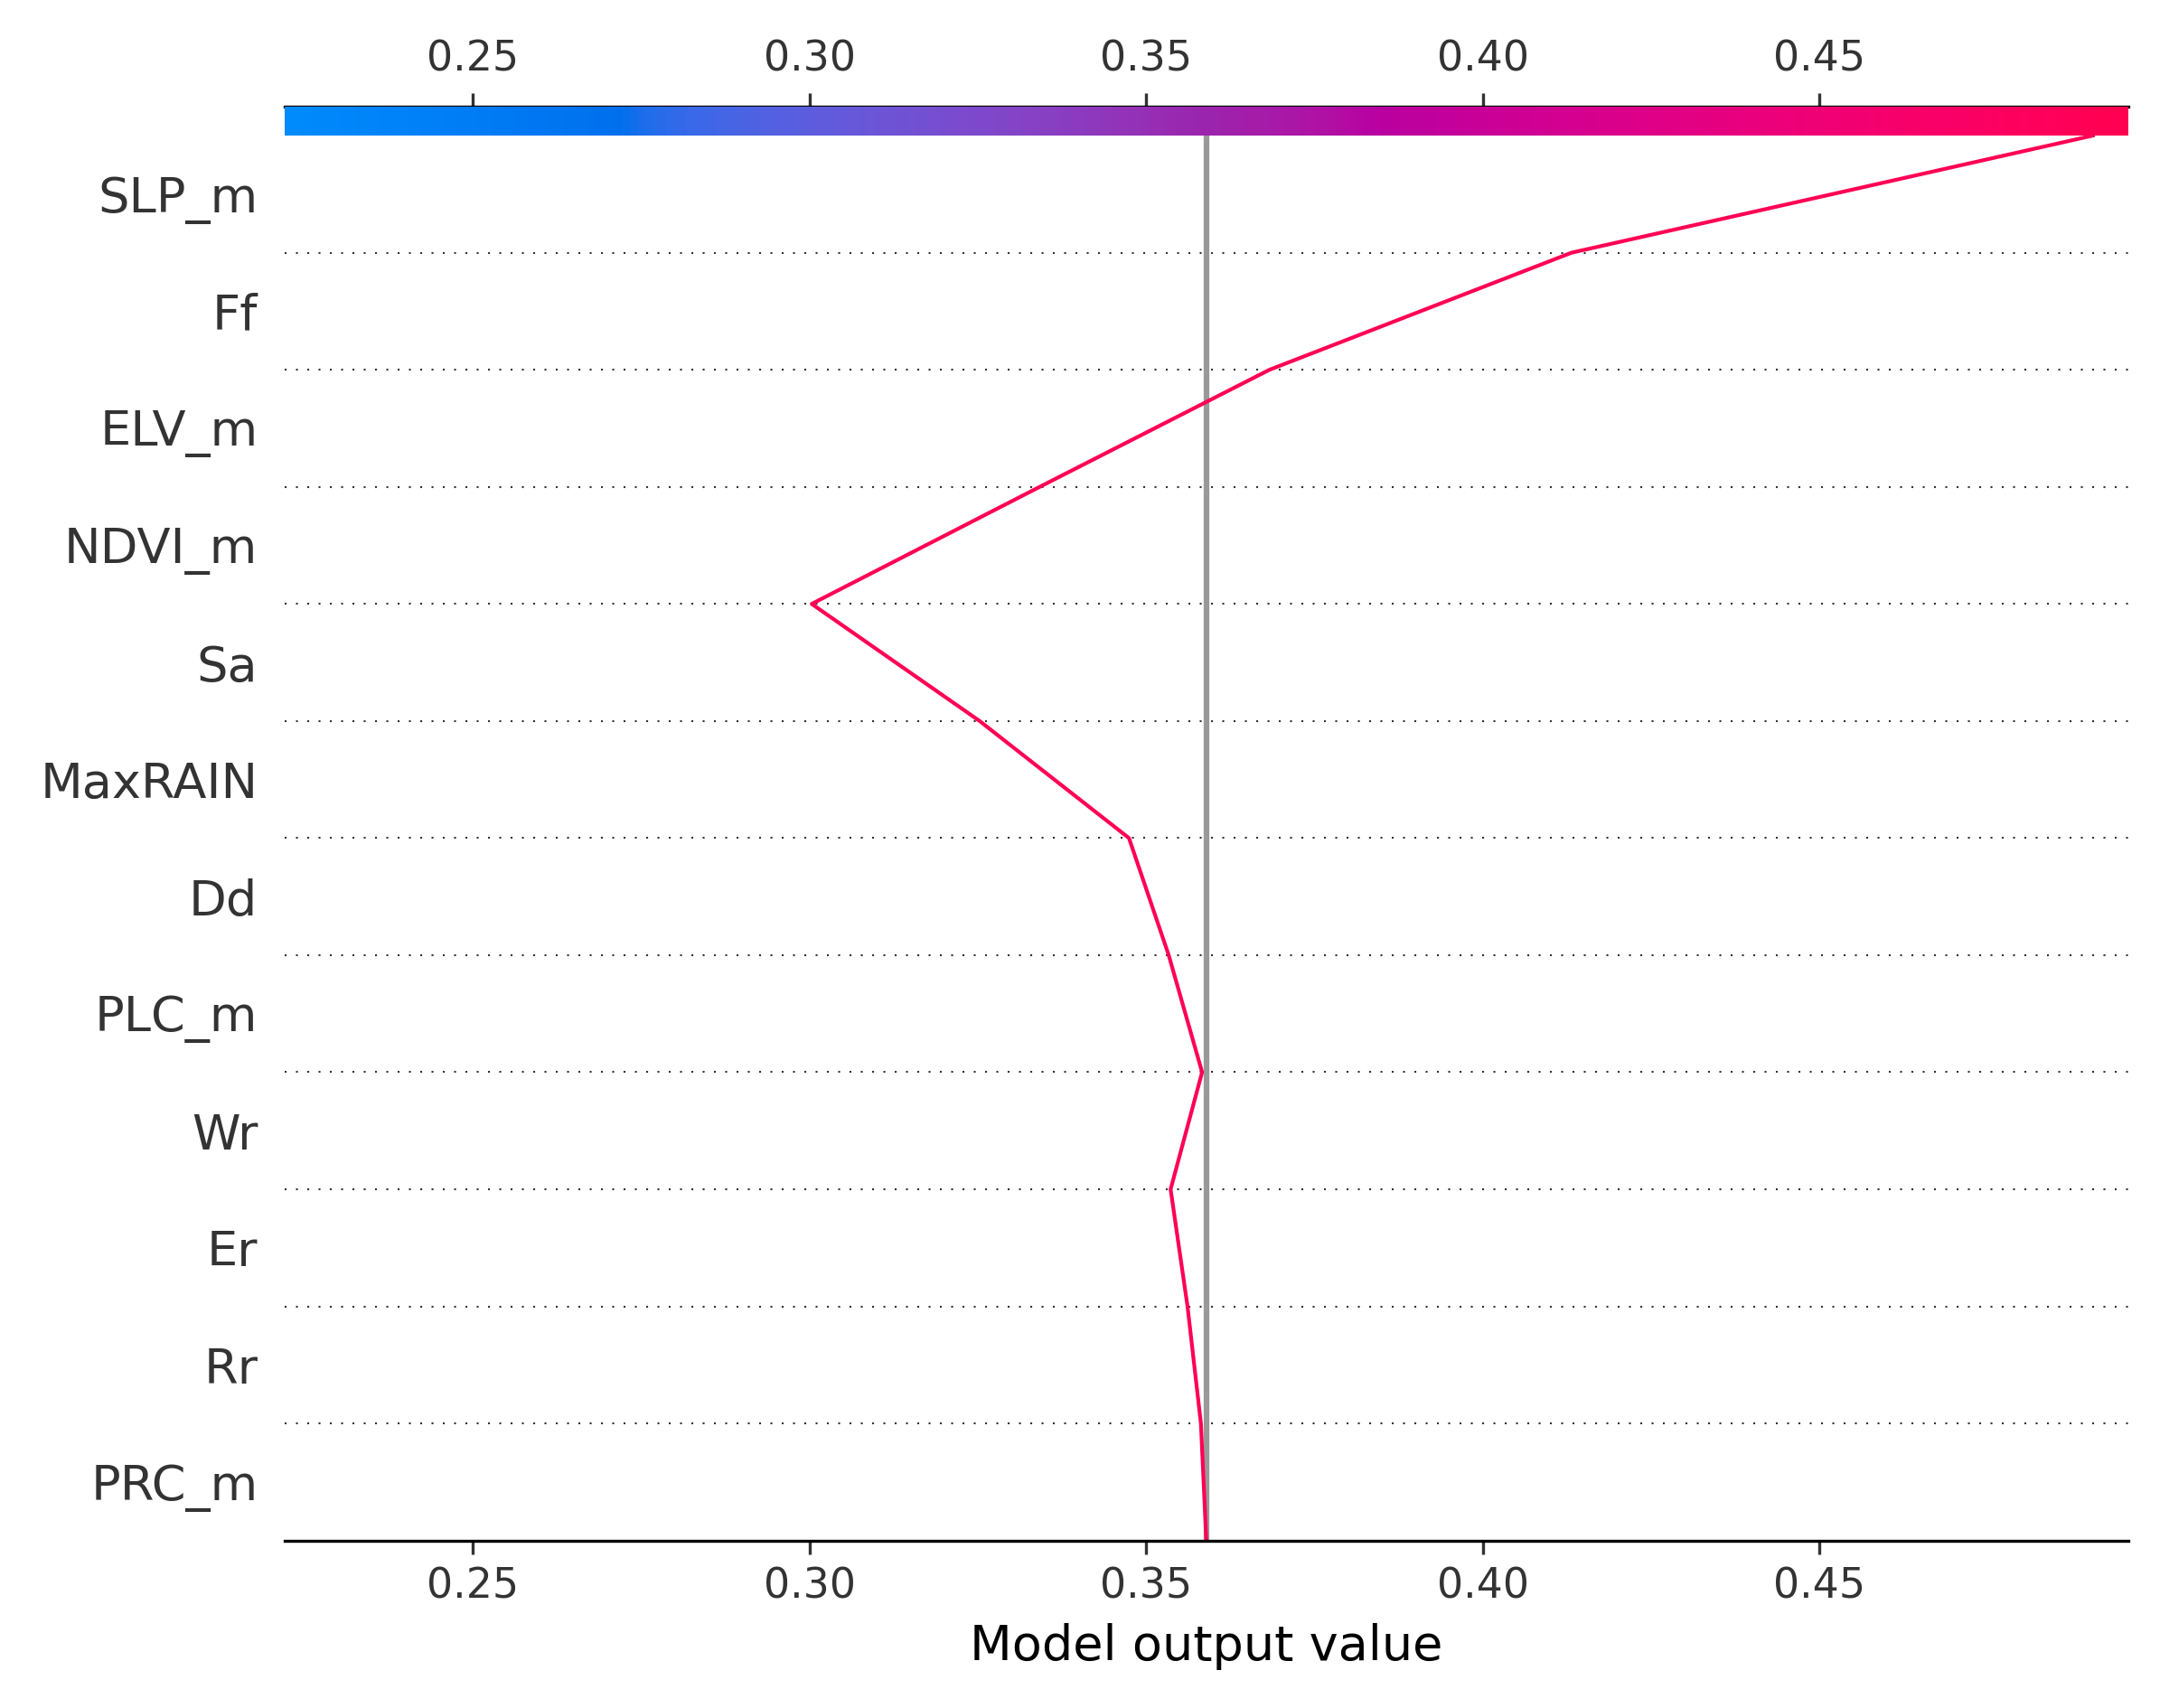 0.25 0.30 0.35 0.40 0.45
SLP_m
Ff
ELV_m
NDVI_m
Sa
MaxRAIN
Dd
PLC_m
Wr
Er
Rr
PRC_m
0.25 0.30 0.35 0.40 0.45
Model output value